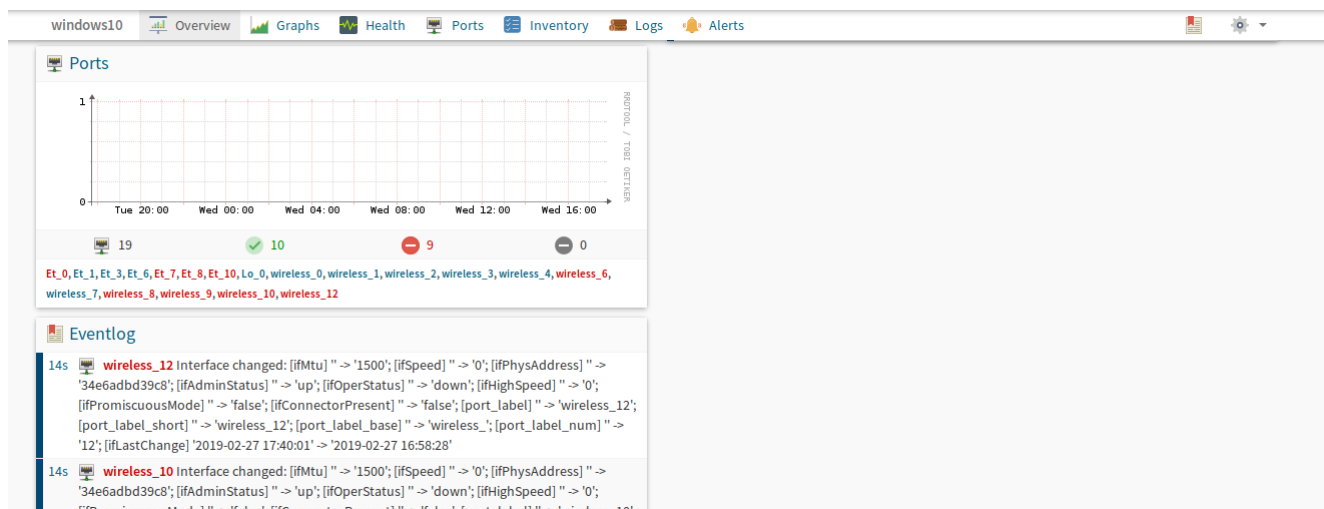 windows10 Overview Graphs Health Ports Inventory Logs Alerts
Ports
1
0
Tue 20:00 Wed 00:00 Wed 04:00 Wed 08:00 Wed 12:00 Wed 16:00
RRDTOOL / TOBI OETIKER
19 10 9 0
Et_0, Et_1, Et_3, Et_6, Et_7, Et_8, Et_10, Lo_0, wireless_0, wireless_1, wireless_2, wireless_3, wireless_4, wireless_6,
wireless_7, wireless_8, wireless_9, wireless_10, wireless_12
Eventlog
14s wireless_12 Interface changed: [ifMtu] '' -> '1500'; [ifSpeed] '' -> '0'; [ifPhysAddress] '' ->
'34e6adbd39c8'; [ifAdminStatus] '' -> 'up'; [ifOperStatus] '' -> 'down'; [ifHighSpeed] '' -> '0';
[ifPromiscuousMode] '' -> 'false'; [ifConnectorPresent] '' -> 'false'; [port_label] '' -> 'wireless_12';
[port_label_short] '' -> 'wireless_12'; [port_label_base] '' -> 'wireless_'; [port_label_num] '' ->
'12'; [ifLastChange] '2019-02-27 17:40:01' -> '2019-02-27 16:58:28'
14s wireless_10 Interface changed: [ifMtu] '' -> '1500'; [ifSpeed] '' -> '0'; [ifPhysAddress] '' ->
'34e6adbd39c8'; [ifAdminStatus] '' -> 'up'; [ifOperStatus] '' -> 'down'; [ifHighSpeed] '' -> '0';